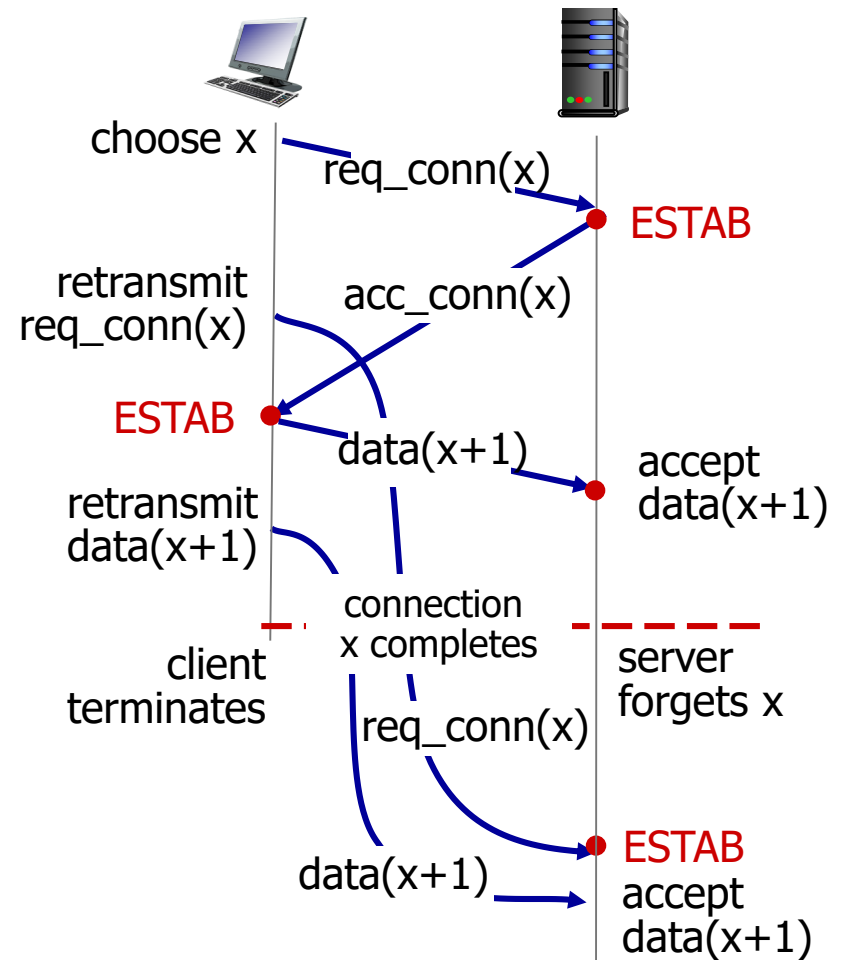 choose x
req_conn(x)
ESTAB
retransmit
req_conn(x)
acc_conn(x)
ESTAB
data(x+1)
accept
data(x+1)
retransmit
data(x+1)
connection
x completes
client
terminates
server
forgets x
req_conn(x)
ESTAB
data(x+1)
accept
data(x+1)